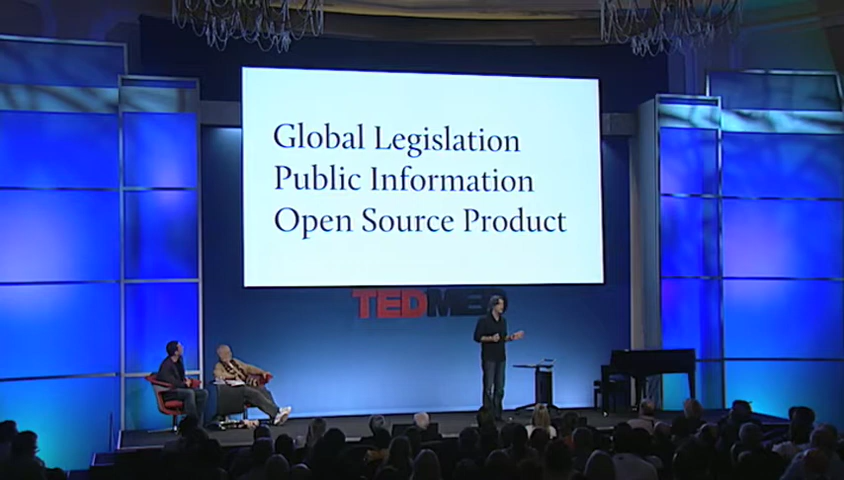 Global Legislation
Public Information
Open Source Product
TEDMED